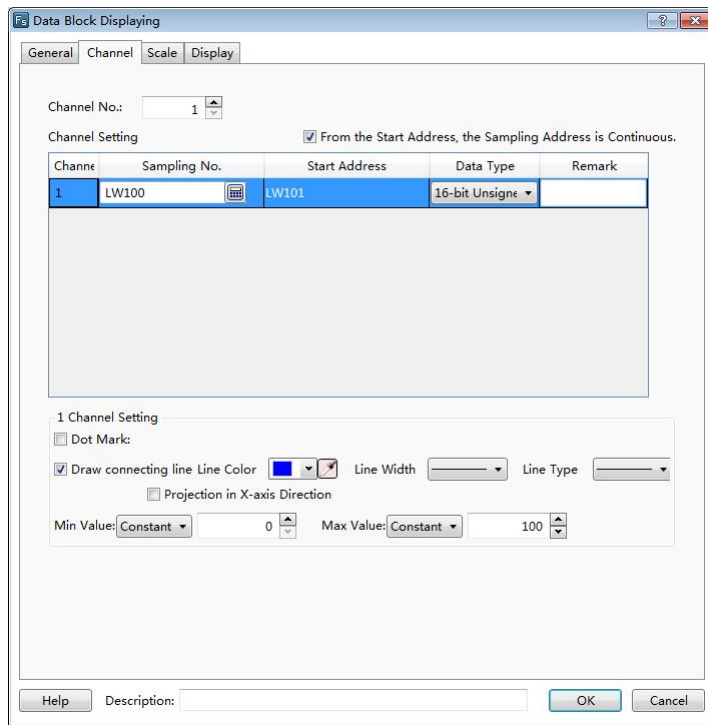 Fs Data Block Displaying
General Channel Scale Display
Channel No.: 1
Channel Setting From the Start Address, the Sampling Address is Continuous.
Channe Sampling No. Start Address Data Type Remark
1 LW100 LW101 16-bit Unsigne
1 Channel Setting
Dot Mark:
Draw connecting line Line Color Line Width Line Type
Projection in X-axis Direction
Min Value: Constant 0 Max Value: Constant 100
Help Description: OK Cancel